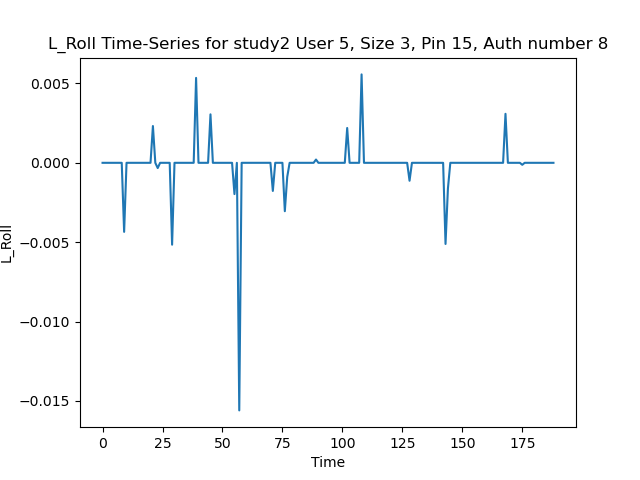 L_Roll Time-Series for study2 User 5, Size 3, Pin 15, Auth number 8
0.005
0.000
−0.005
−0.010
−0.015
L_Roll
0 25 50 75 100 125 150 175
Time